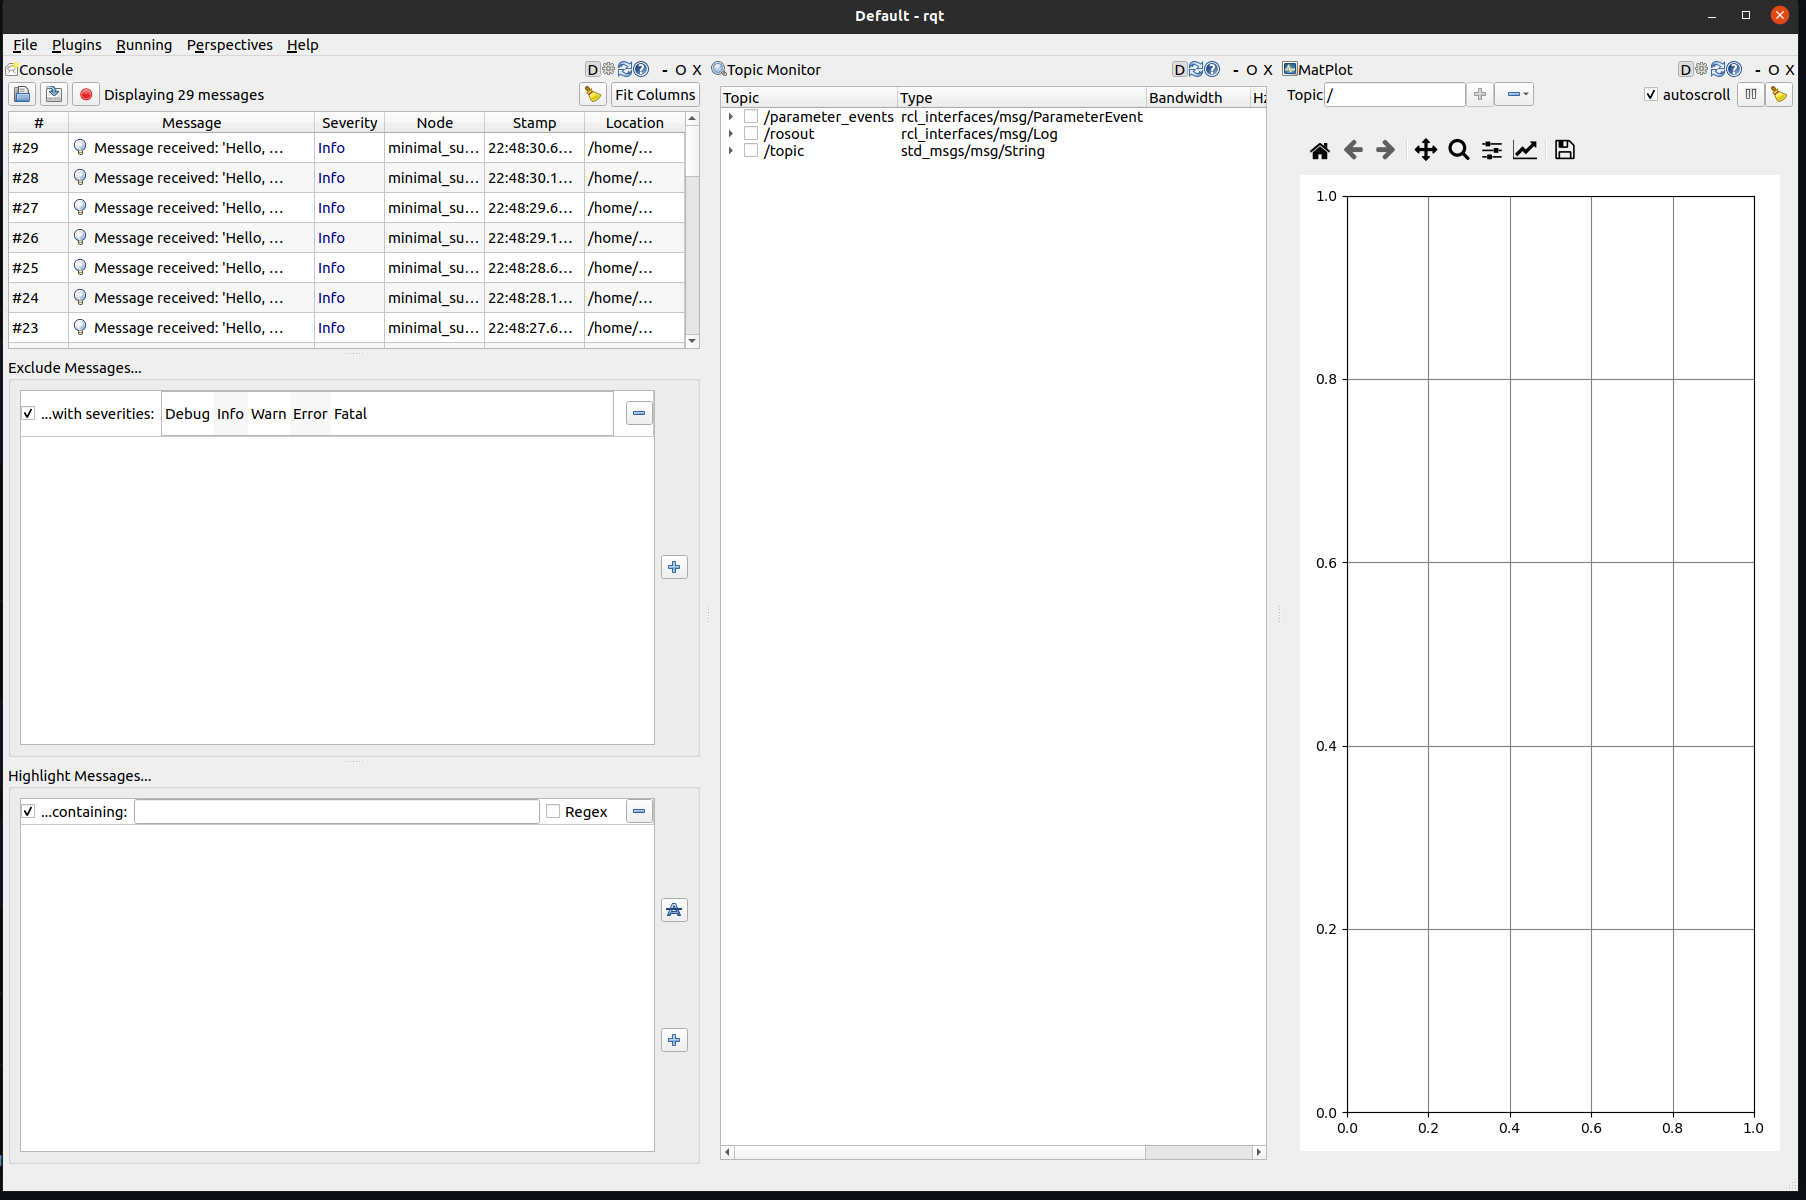 Default - rqt
File Plugins Running Perspectives Help
Console D - O X
Displaying 29 messages Fit Columns
# Message Severity Node Stamp Location
#29 Message received: 'Hello, ... Info minimal_su... 22:48:30.6... /home/...
#28 Message received: 'Hello, ... Info minimal_su... 22:48:30.1... /home/...
#27 Message received: 'Hello, ... Info minimal_su... 22:48:29.6... /home/...
#26 Message received: 'Hello, ... Info minimal_su... 22:48:29.1... /home/...
#25 Message received: 'Hello, ... Info minimal_su... 22:48:28.6... /home/...
#24 Message received: 'Hello, ... Info minimal_su... 22:48:28.1... /home/...
#23 Message received: 'Hello, ... Info minimal_su... 22:48:27.6... /home/...
Exclude Messages...
...with severities: Debug Info Warn Error Fatal
Highlight Messages...
...containing: Regex
Topic Monitor D - O X
Topic Type Bandwidth Hz
/parameter_events rcl_interfaces/msg/ParameterEvent
/rosout rcl_interfaces/msg/Log
/topic std_msgs/msg/String
MatPlot D - O X
Topic / autoscroll
1.0
0.8
0.6
0.4
0.2
0.0
0.0 0.2 0.4 0.6 0.8 1.0